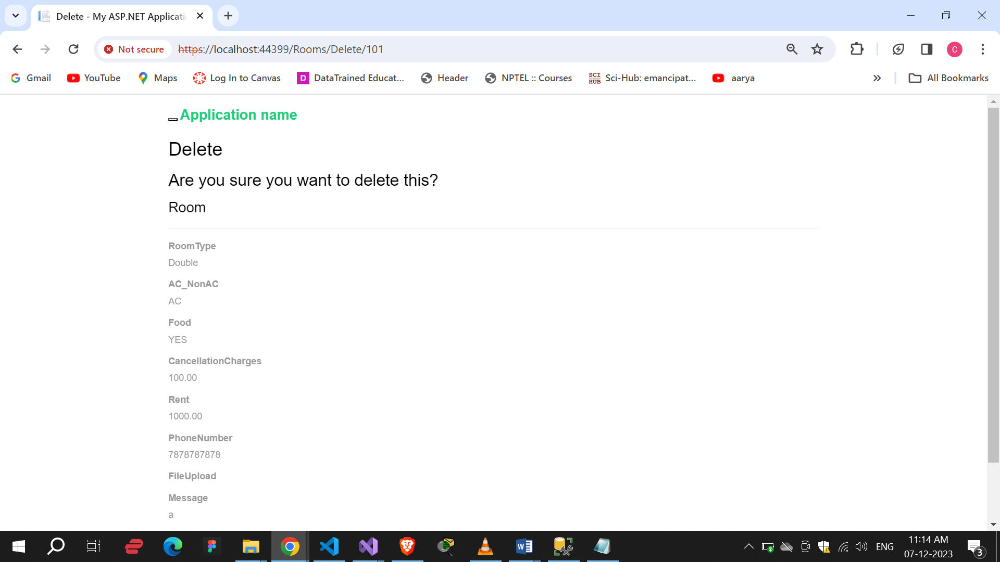 Delete - My ASP.NET Applicati
Not secure https://localhost:44399/Rooms/Delete/101
C
Gmail YouTube Maps Log In to Canvas D DataTrained Educat... Header NPTEL :: Courses SCI HUB Sci-Hub: emancipat... aarya All Bookmarks
Application name
Delete
Are you sure you want to delete this?
Room
RoomType
Double
AC_NonAC
AC
Food
YES
CancellationCharges
100.00
Rent
1000.00
PhoneNumber
7878787878
FileUpload
Message
a
ENG
11:14 AM
07-12-2023
3